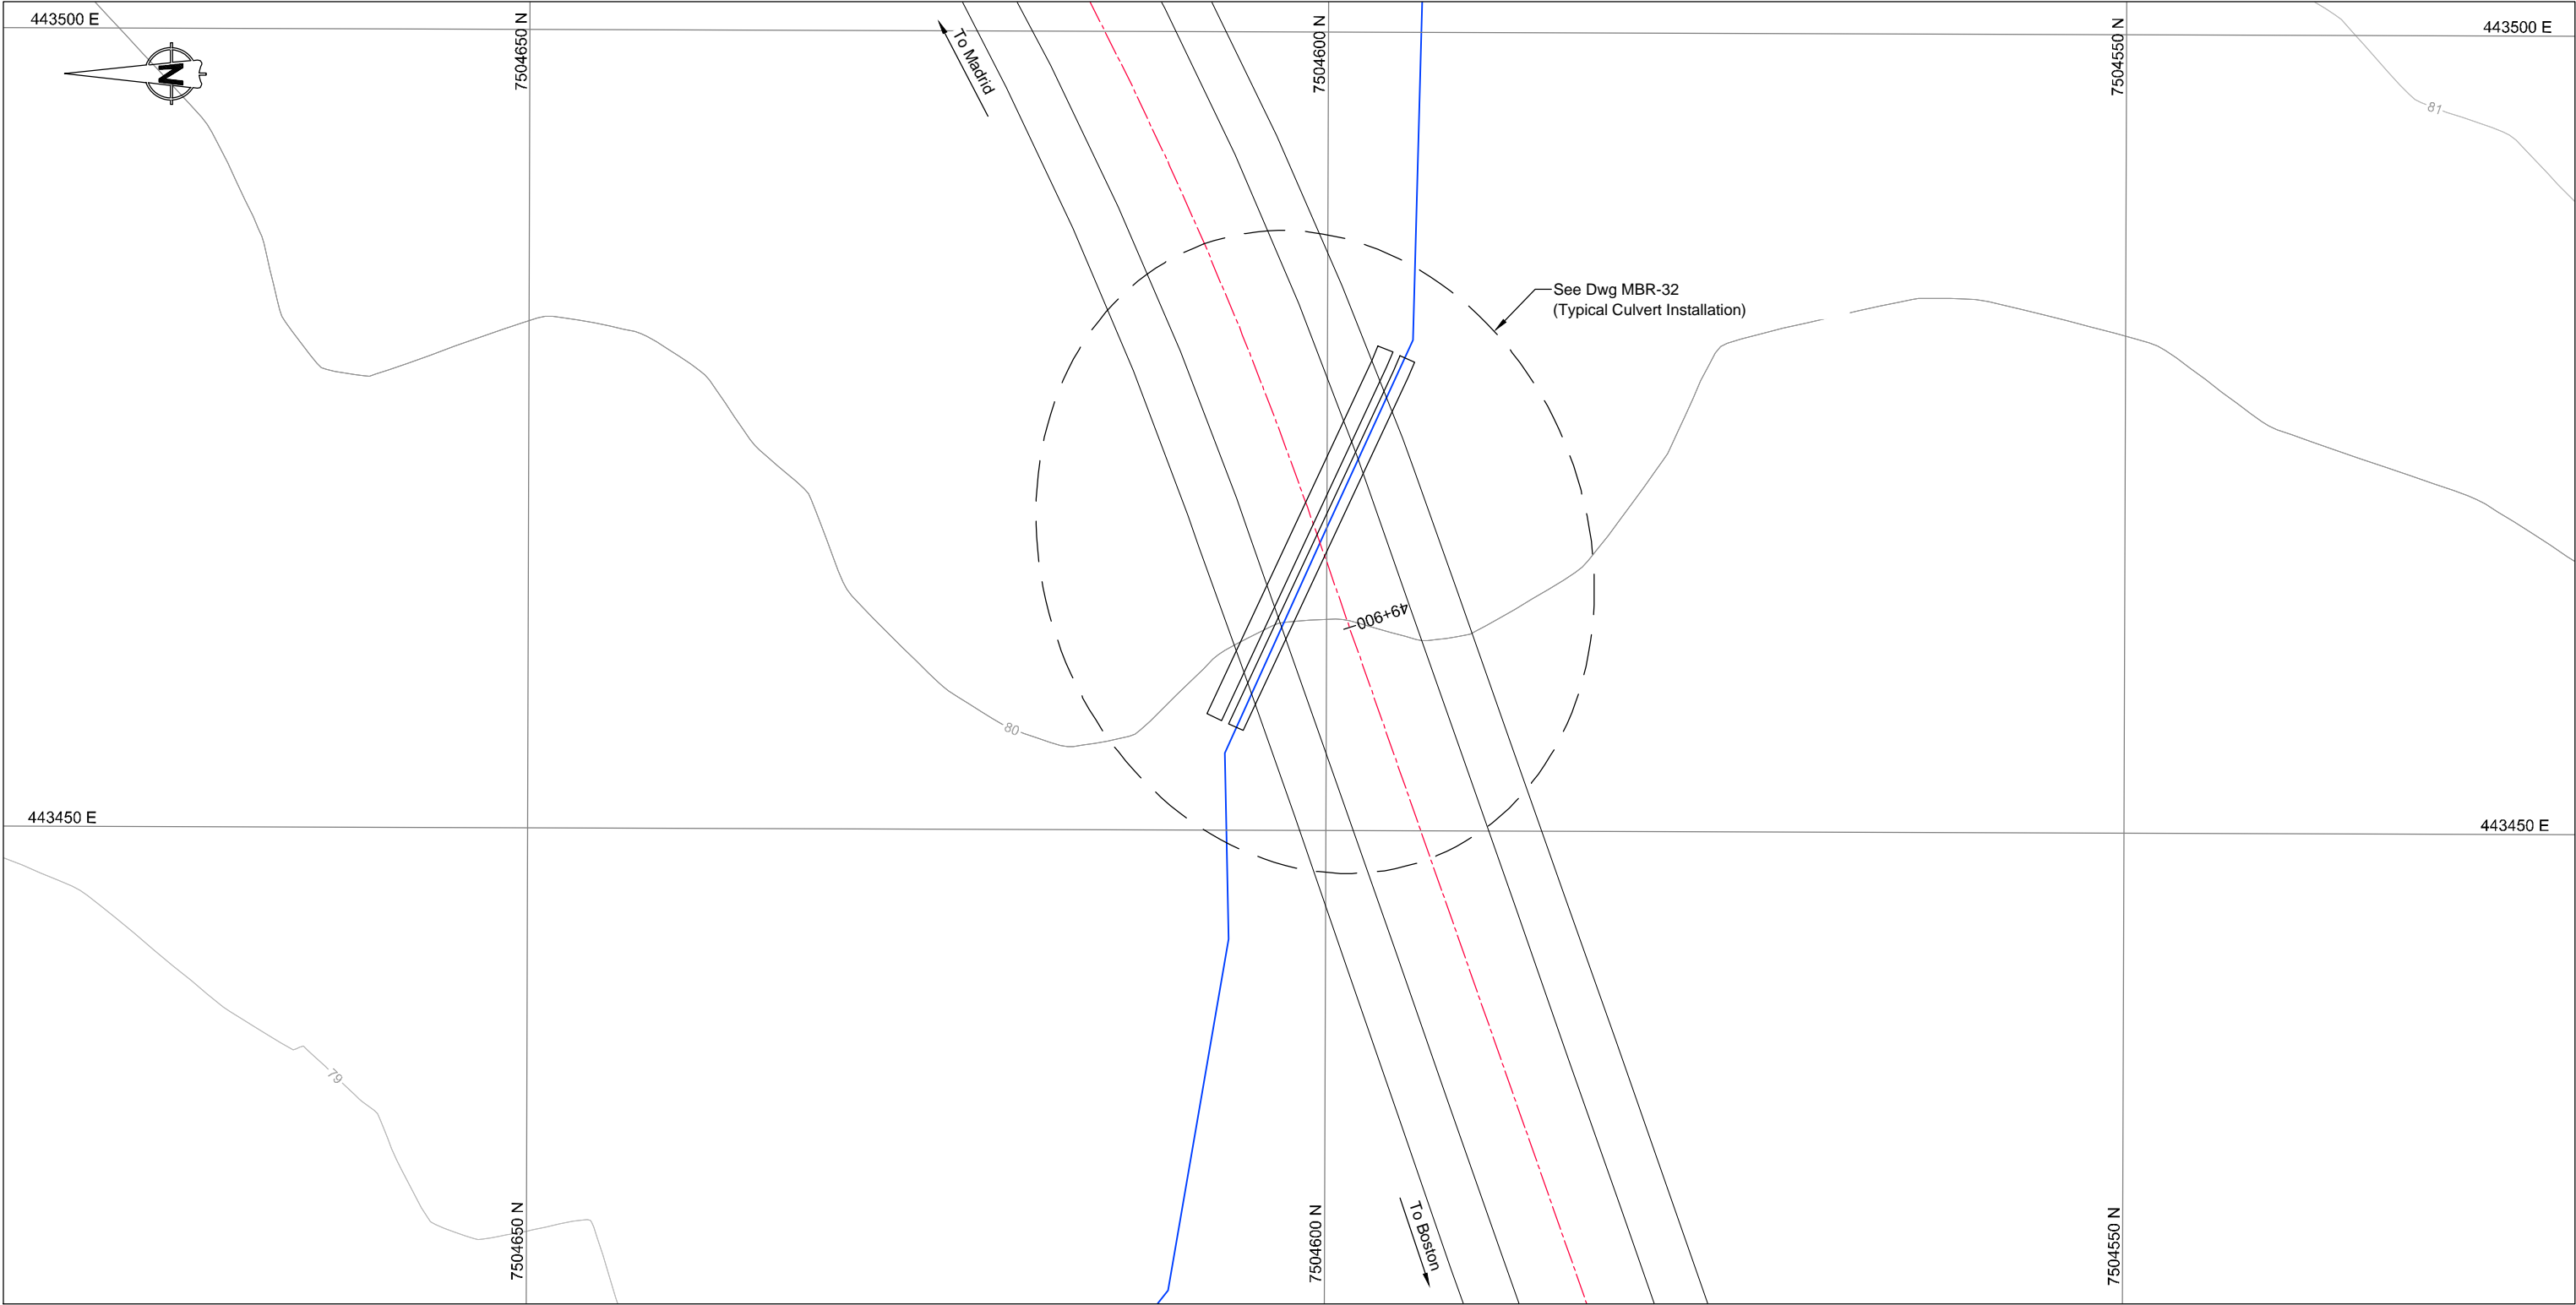 443500 E
7504650 N
7504600 N
7504550 N
443500 E
N
To Madrid
81
See Dwg MBR-32
(Typical Culvert Installation)
49+900
80
443450 E
443450 E
79
7504650 N
7504600 N
To Boston
7504550 N